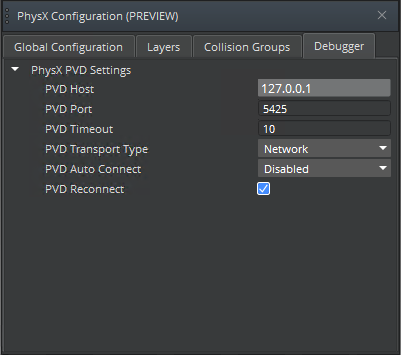 PhysX Configuration (PREVIEW)
Global Configuration Layers Collision Groups Debugger
PhysX PVD Settings
PVD Host 127.0.0.1
PVD Port 5425
PVD Timeout 10
PVD Transport Type Network
PVD Auto Connect Disabled
PVD Reconnect